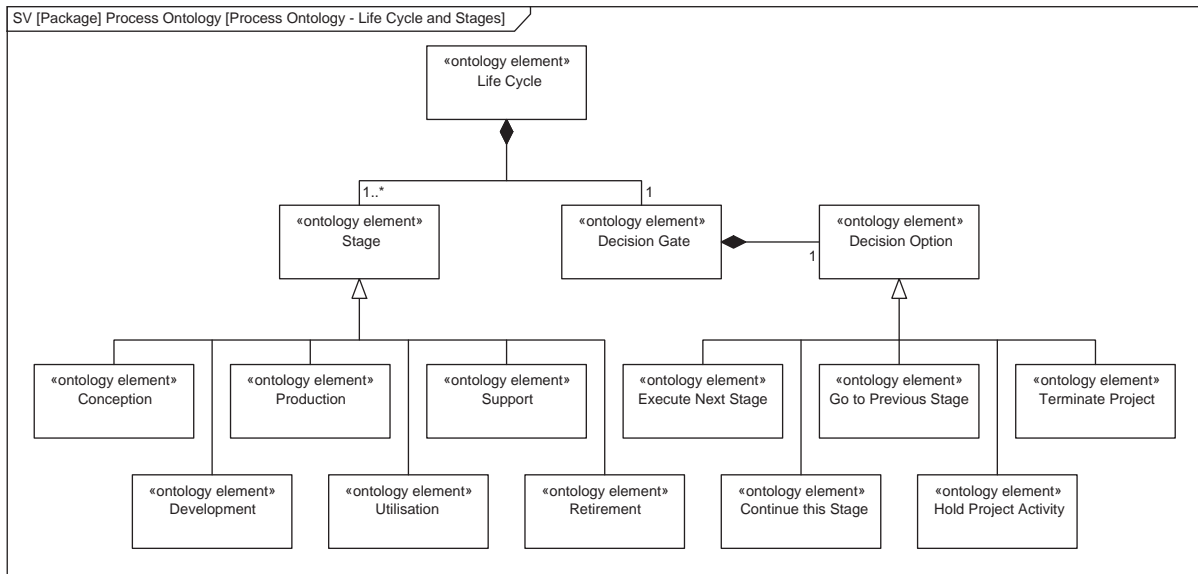 SV [Package] Process Ontology [Process Ontology - Life Cycle and Stages]
«ontology element»
Life Cycle
1..*
1
«ontology element»
Stage
«ontology element»
Decision Gate
1
«ontology element»
Decision Option
«ontology element»
Conception
«ontology element»
Production
«ontology element»
Support
«ontology element»
Execute Next Stage
«ontology element»
Go to Previous Stage
«ontology element»
Terminate Project
«ontology element»
Development
«ontology element»
Utilisation
«ontology element»
Retirement
«ontology element»
Continue this Stage
«ontology element»
Hold Project Activity